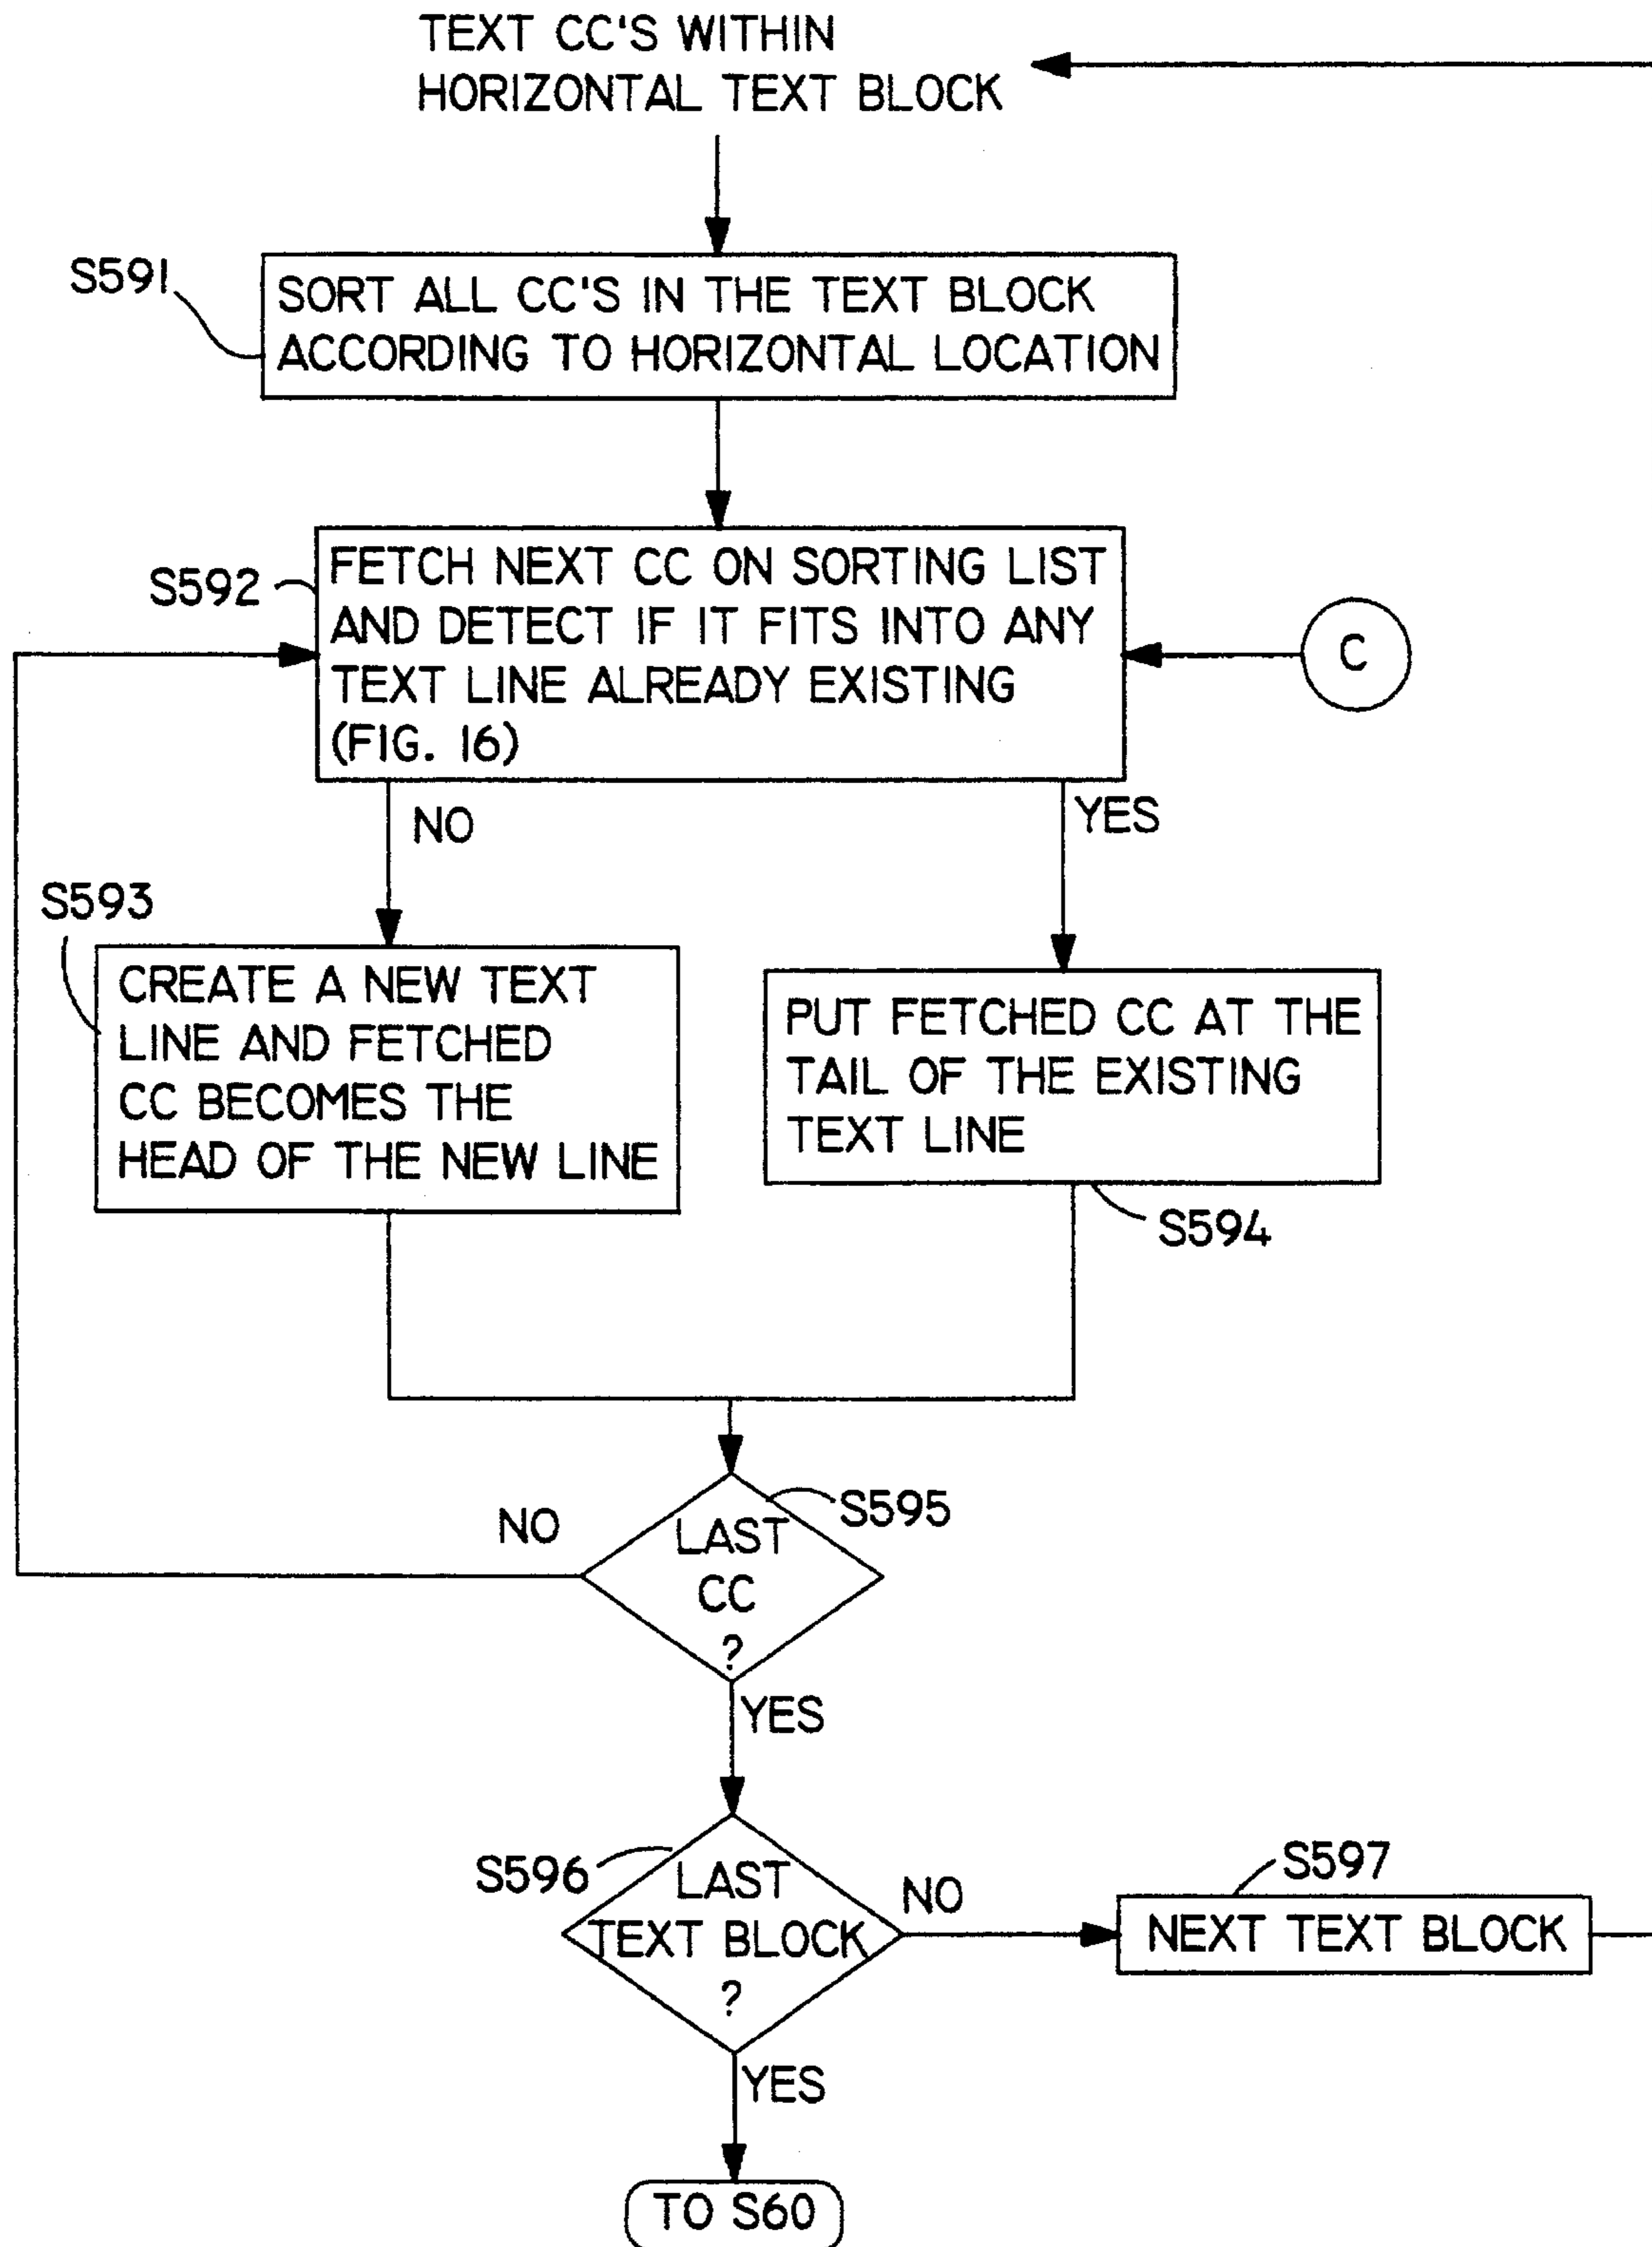 TEXT CC'S WITHIN
HORIZONTAL TEXT BLOCK
S591
SORT ALL CC'S IN THE TEXT BLOCK
ACCORDING TO HORIZONTAL LOCATION
S592
FETCH NEXT CC ON SORTING LIST
AND DETECT IF IT FITS INTO ANY
TEXT LINE ALREADY EXISTING
(FIG. 16)
C
NO
YES
S593
CREATE A NEW TEXT
LINE AND FETCHED
CC BECOMES THE
HEAD OF THE NEW LINE
PUT FETCHED CC AT THE
TAIL OF THE EXISTING
TEXT LINE
S594
NO
S595
LAST
CC
?
YES
S596
LAST
TEXT BLOCK
?
NO
S597
NEXT TEXT BLOCK
YES
TO S60